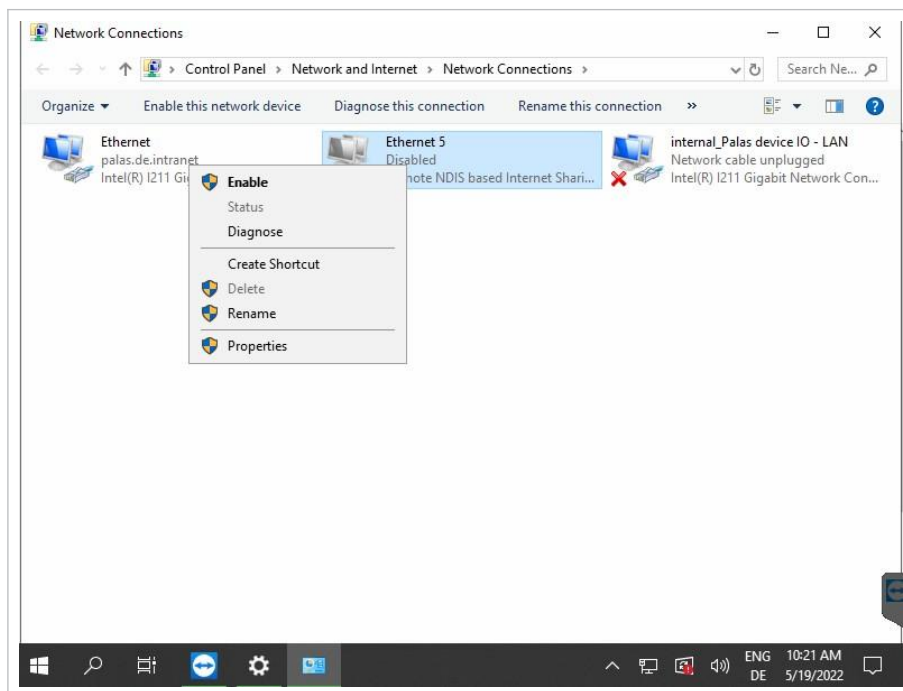 Network Connections
Control Panel > Network and Internet > Network Connections >
Search Ne...
Organize
Enable this network device
Diagnose this connection
Rename this connection
»
Ethernet
palas.de.intranet
Intel(R) I211 Gi
Ethernet 5
Disabled
note NDIS based Internet Shari...
internal_Palas device IO - LAN
Network cable unplugged
Intel(R) I211 Gigabit Network Con...
Enable
Status
Diagnose
Create Shortcut
Delete
Rename
Properties
ENG
DE
10:21 AM
5/19/2022